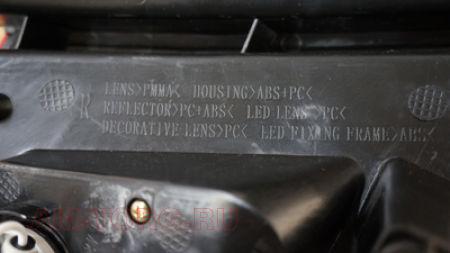 LENS>PMMA< HOUSING>ABS+PC<
R REFLECTOR>PC+ABS< LED LENS >PC<
DECORATIVE LENS>PC< LED FIXING FRAME>ABS<